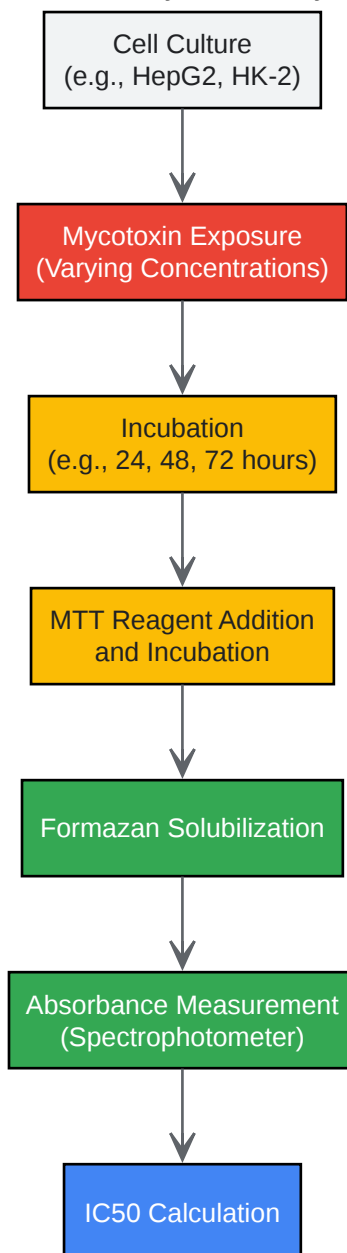 Cell Culture
(e.g., HepG2, HK-2)
Mycotoxin Exposure
(Varying Concentrations)
Incubation
(e.g., 24, 48, 72 hours)
MTT Reagent Addition
and Incubation
Formazan Solubilization
Absorbance Measurement
(Spectrophotometer)
IC50 Calculation